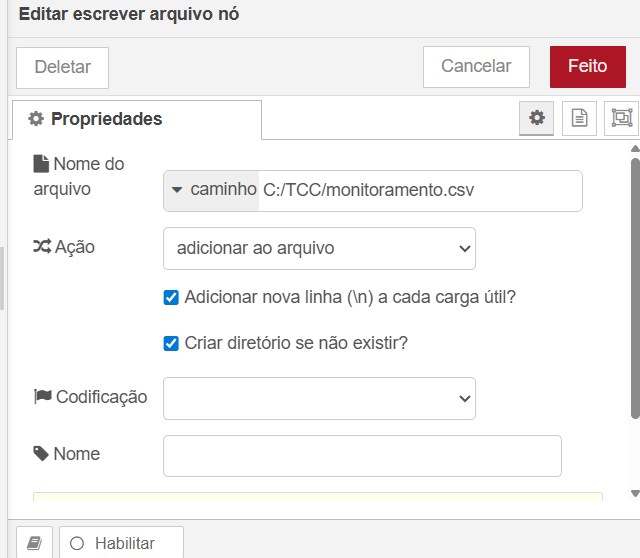 Editar escrever arquivo nó
Deletar
Cancelar
Feito
Propriedades
Nome do
arquivo
caminho C:/TCC/monitoramento.csv
Ação
adicionar ao arquivo
Adicionar nova linha (\n) a cada carga útil?
Criar diretório se não existir?
Codificação
Nome
Habilitar